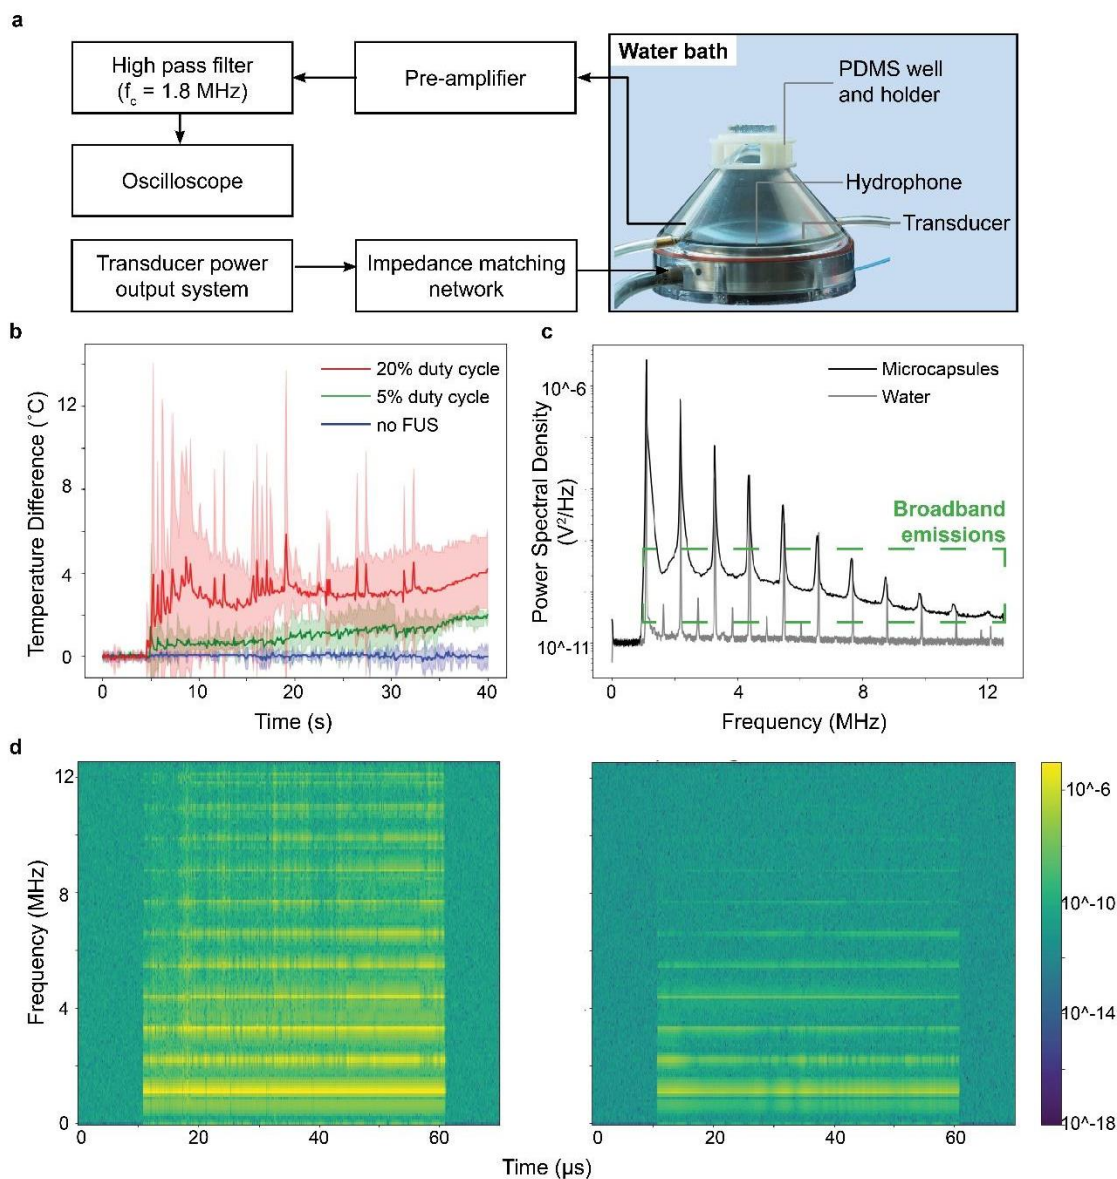 a
High pass filter
(f_c = 1.8 MHz)
Pre-amplifier
Water bath
PDMS well
and holder
Oscilloscope
Hydrophone
Transducer
Transducer power
output system
Impedance matching
network
b
Temperature Difference (˚C)
12
8
4
0
20% duty cycle
5% duty cycle
no FUS
0
10
20
30
40
Time (s)
c
Power Spectral Density
(V²/Hz)
10^-6
10^-11
Microcapsules
Water
Broadband
emissions
0
4
8
12
Frequency (MHz)
d
Frequency (MHz)
12
8
4
0
0
20
40
60
0
20
40
60
Time (µs)
10^-6
10^-10
10^-14
10^-18